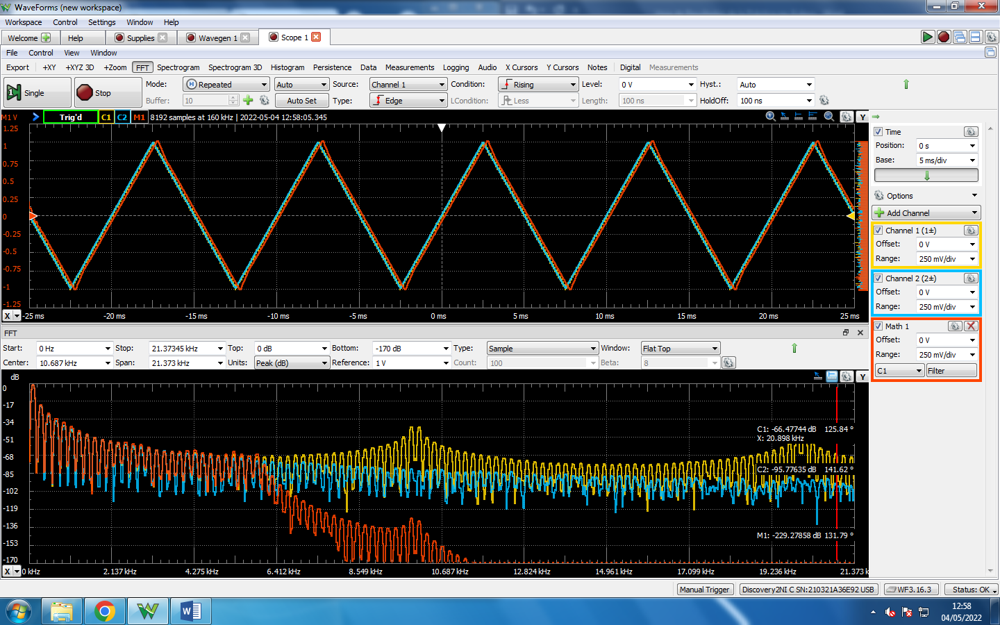 WaveForms (new workspace)
Workspace Control Settings Window Help
Welcome Help Supplies Wavegen 1 Scope 1
File Control View Window
Export +XY +XYZ 3D +Zoom FFT Spectrogram Spectrogram 3D Histogram Persistence Data Measurements Logging Audio X Cursors Y Cursors Notes Digital Measurements
Single Stop Mode: Repeated Auto Source: Channel 1 Condition: Rising Level: 0 V Hyst.: Auto
Buffer: 10 Auto Set Type: Edge LCondition: Less Length: 100 ns HoldOff: 100 ns
M1 V Trig'd C1 C2 M1 8192 samples at 160 kHz | 2022-05-04 12:58:05.345 Y
1.25
1
0.75
0.5
0.25
0
-0.25
-0.5
-0.75
-1
-1.25
X -25 ms -20 ms -15 ms -10 ms -5 ms 0 ms 5 ms 10 ms 15 ms 20 ms 25 ms
Time
Position: 0 s
Base: 5 ms/div
Options
Add Channel
Channel 1 (1±)
Offset: 0 V
Range: 250 mV/div
Channel 2 (2±)
Offset: 0 V
Range: 250 mV/div
Math 1
Offset: 0 V
Range: 250 mV/div
C1 Filter
FFT
Start: 0 Hz Stop: 21.37345 kHz Top: 0 dB Bottom: -170 dB Type: Sample Window: Flat Top
Center: 10.687 kHz Span: 21.373 kHz Units: Peak (dB) Reference: 1 V Count: 100 Beta: 8
dB Y
0
-17
-34
-51
-68
-85
-102
-119
-136
-153
-170
C1: -66.47744 dB 125.84 °
X: 20.898 kHz
C2: -95.77635 dB 141.62 °
M1: -229.27858 dB 131.79 °
X 0 kHz 2.137 kHz 4.275 kHz 6.412 kHz 8.549 kHz 10.687 kHz 12.824 kHz 14.961 kHz 17.099 kHz 19.236 kHz 21.373 k
Manual Trigger Discovery2NI C SN:210321A36E92 USB WF3.16.3 Status: OK
12:58
04/05/2022